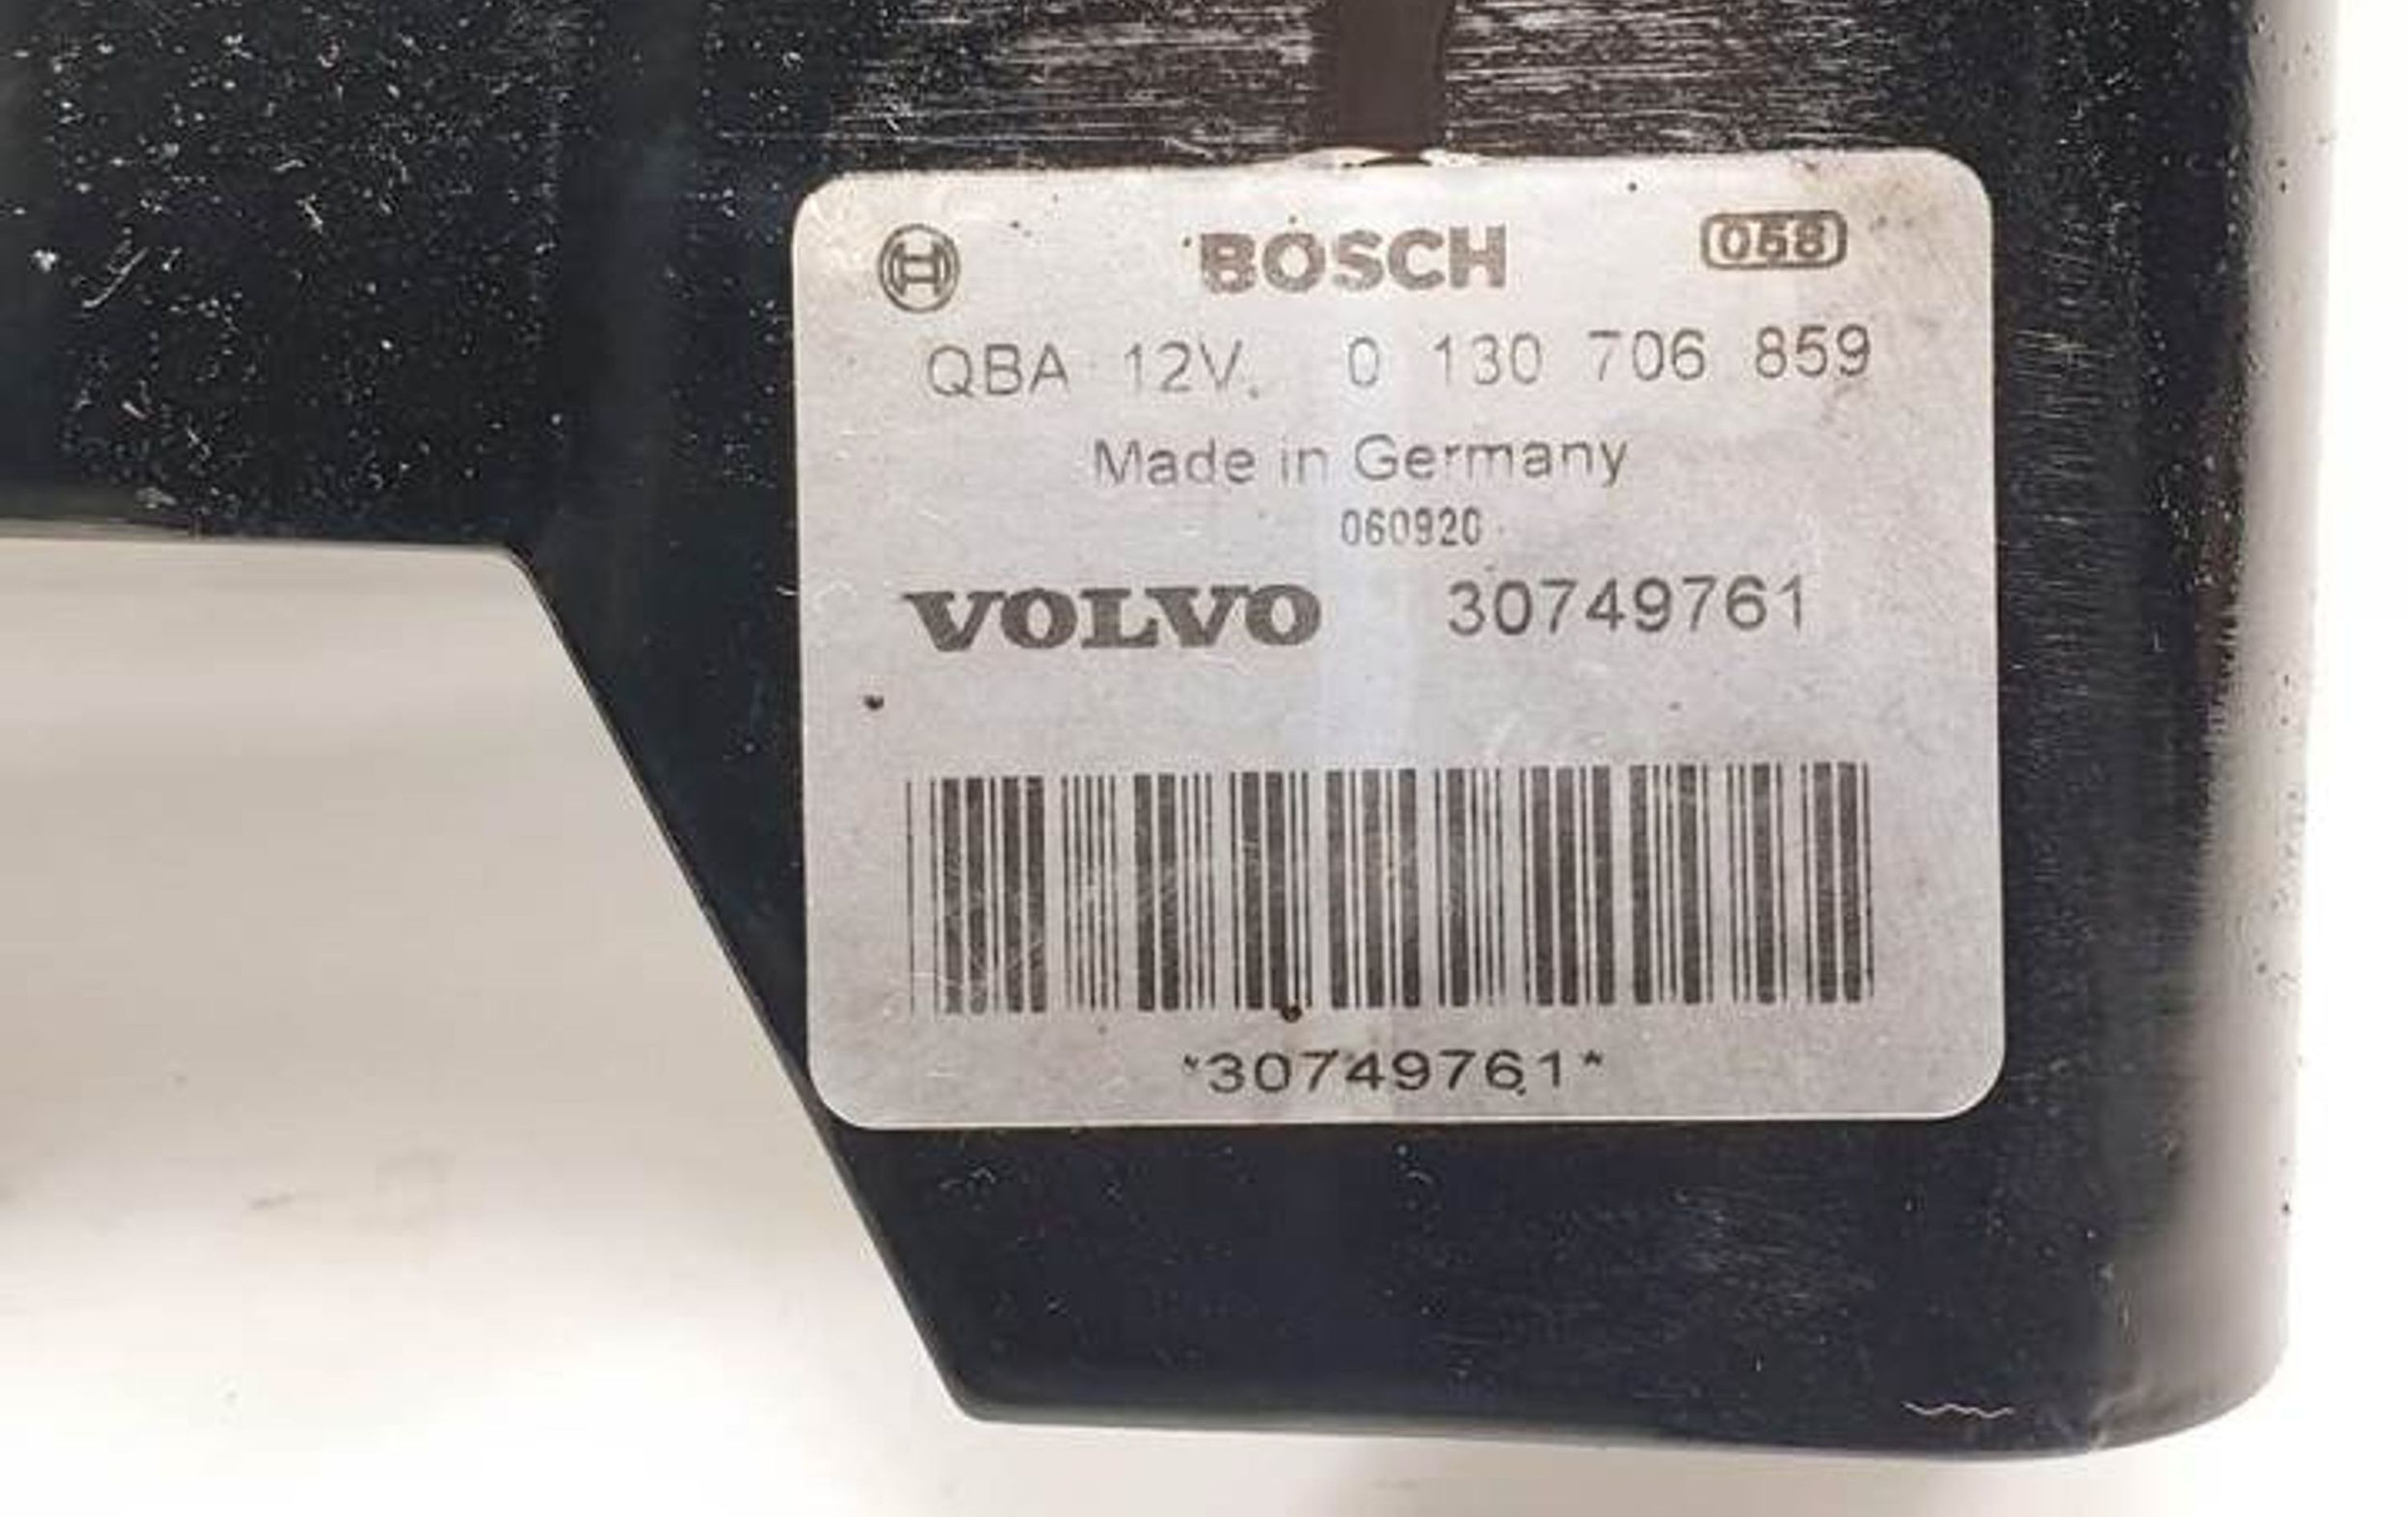 BOSCH 058
QBA 12V. 0 130 706 859
Made in Germany
060920
VOLVO 30749761
*30749761*